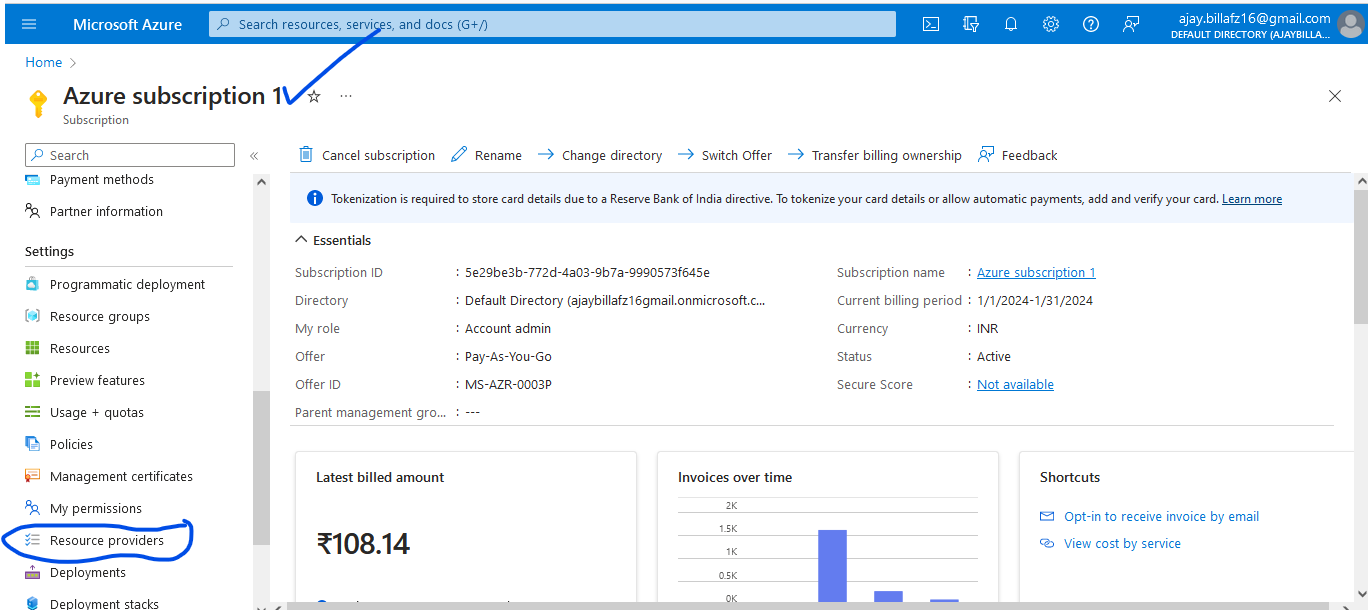 Microsoft Azure
Search resources, services, and docs (G+/)
ajay.billafz16@gmail.com
DEFAULT DIRECTORY (AJAYBILLA...
Home
Azure subscription 1
Subscription
Search
Cancel subscription
Rename
Change directory
Switch Offer
Transfer billing ownership
Feedback
Payment methods
Partner information
Settings
Programmatic deployment
Resource groups
Resources
Preview features
Usage + quotas
Policies
Management certificates
My permissions
Resource providers
Deployments
Deployment stacks
Tokenization is required to store card details due to a Reserve Bank of India directive. To tokenize your card details or allow automatic payments, add and verify your card. Learn more
Essentials
Subscription ID : 5e29be3b-772d-4a03-9b7a-9990573f645e
Directory : Default Directory (ajaybillafz16gmail.onmicrosoft.c...
My role : Account admin
Offer : Pay-As-You-Go
Offer ID : MS-AZR-0003P
Parent management gro... : ---
Subscription name : Azure subscription 1
Current billing period : 1/1/2024-1/31/2024
Currency : INR
Status : Active
Secure Score : Not available
Latest billed amount
₹108.14
Invoices over time
2K
1.5K
1K
0.5K
0K
Shortcuts
Opt-in to receive invoice by email
View cost by service